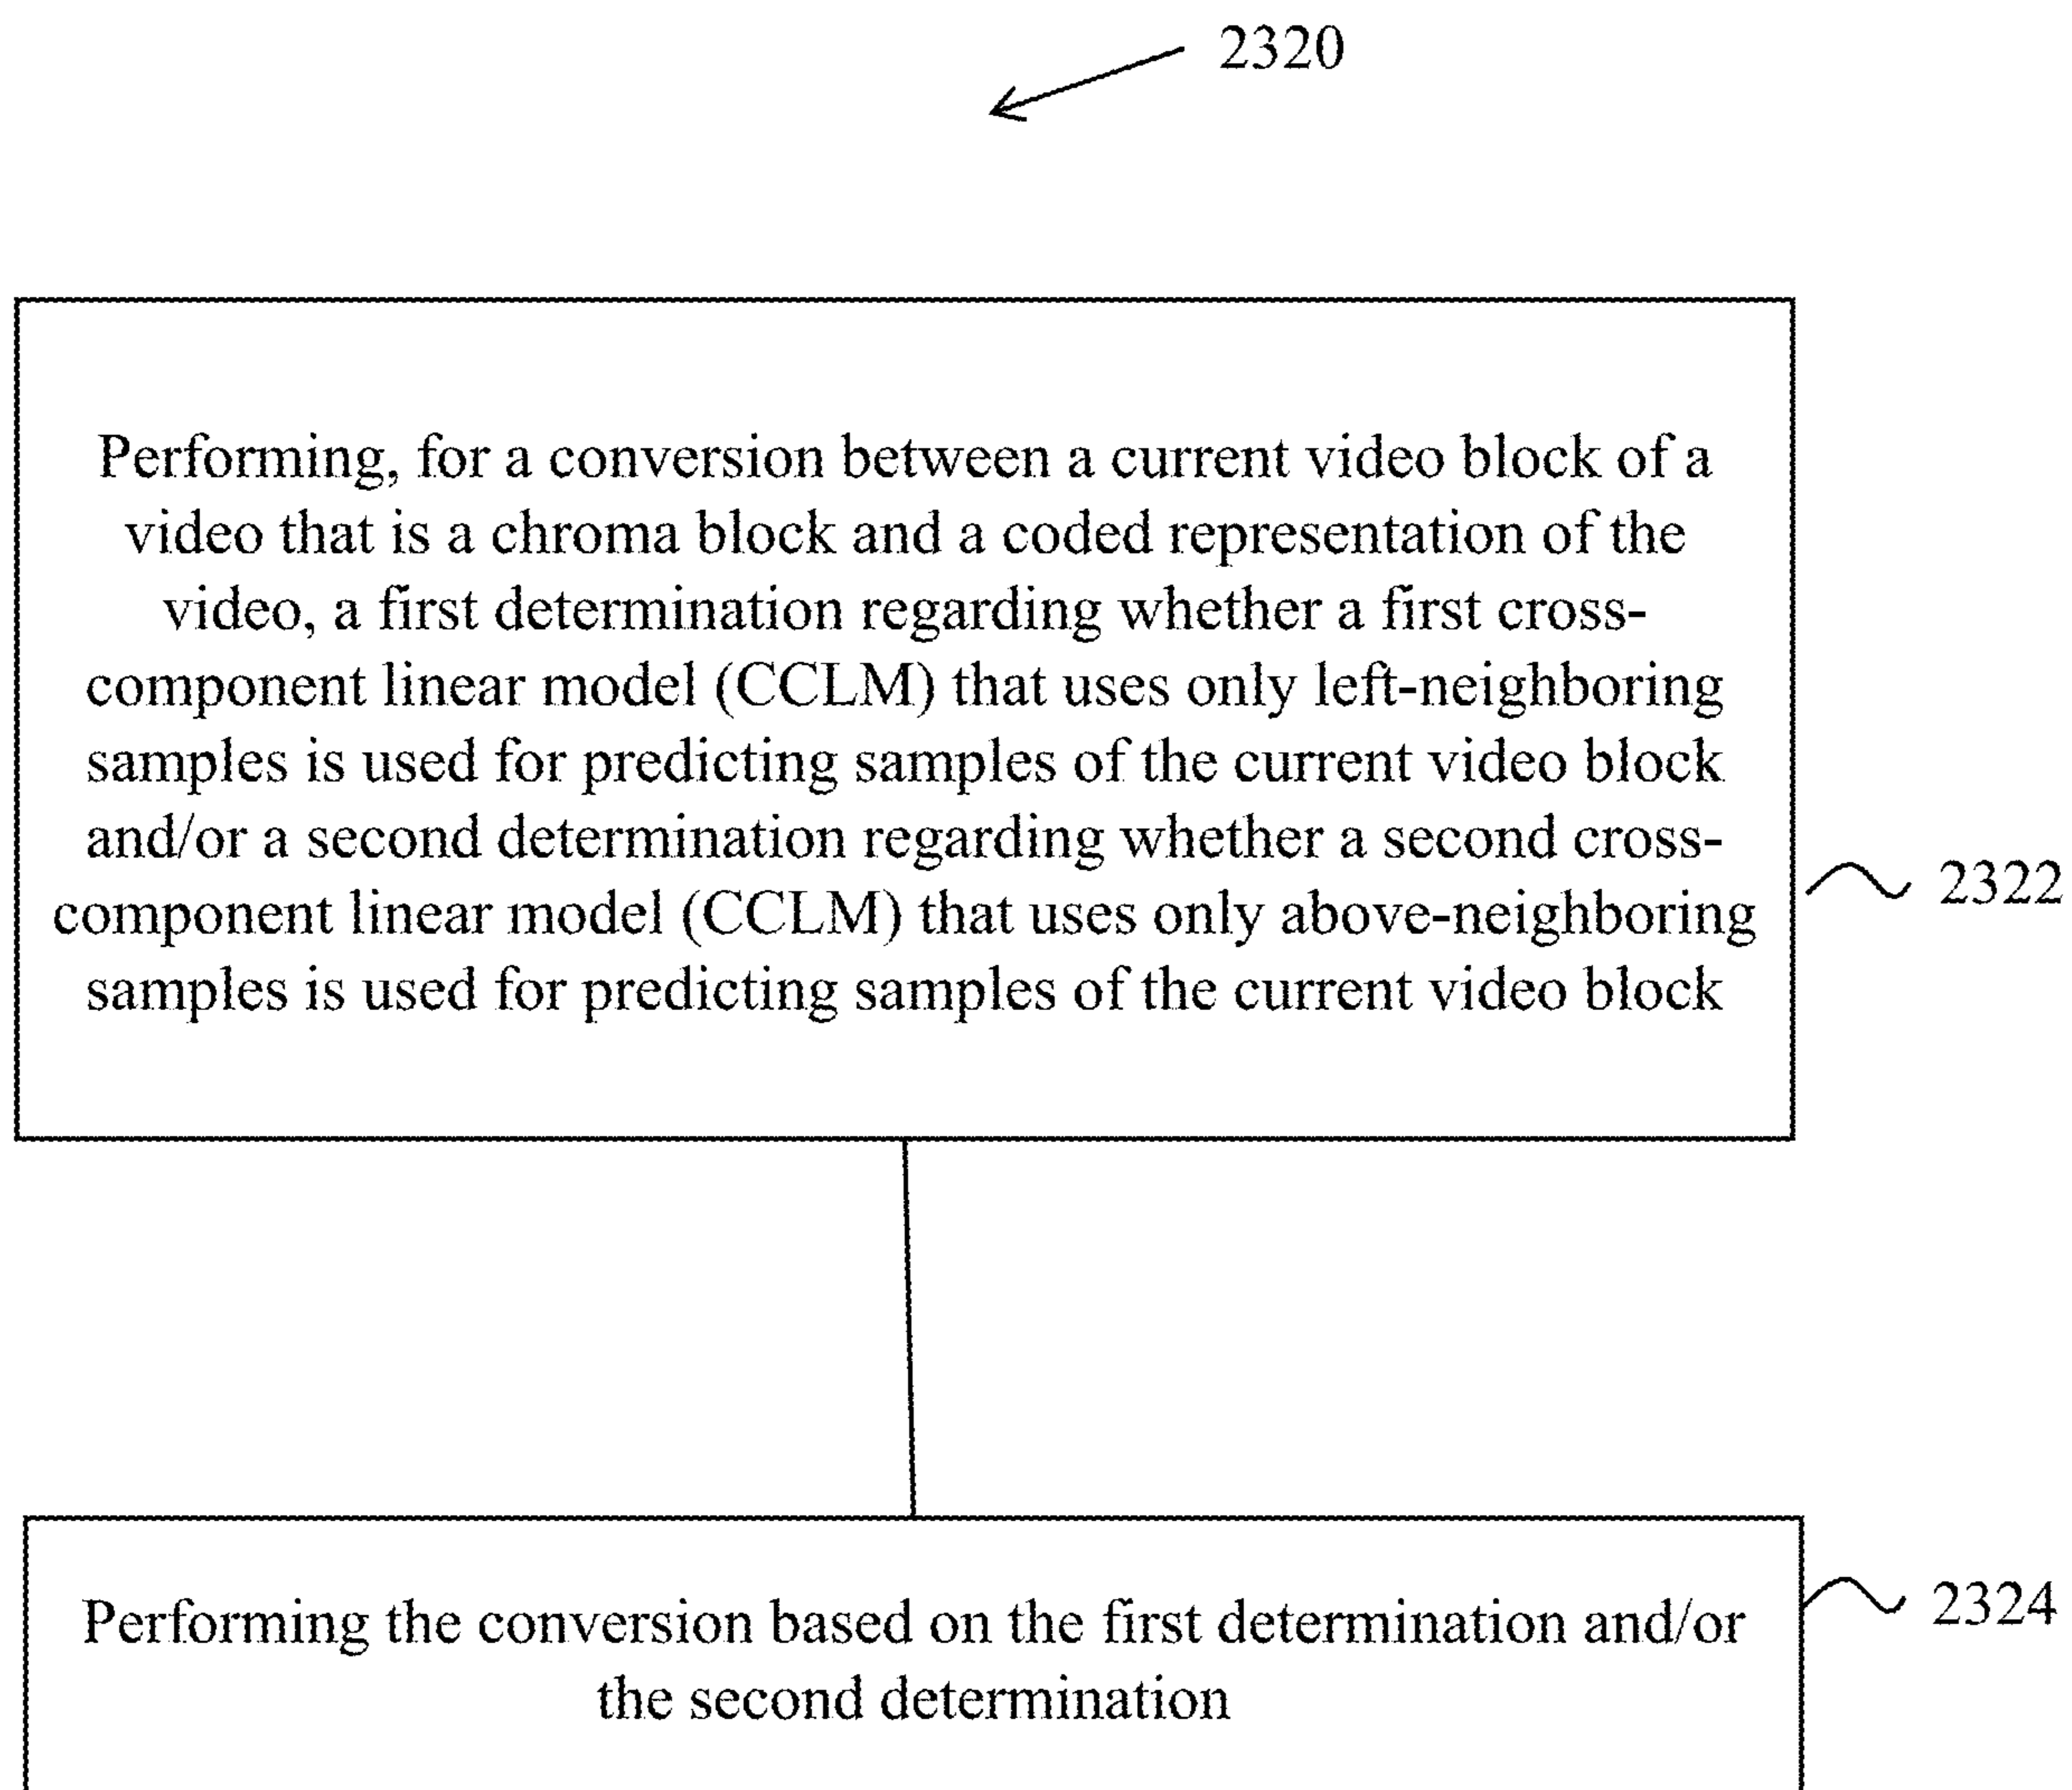 2320
Performing, for a conversion between a current video block of a
video that is a chroma block and a coded representation of the
video, a first determination regarding whether a first cross-
component linear model (CCLM) that uses only left-neighboring
samples is used for predicting samples of the current video block
and/or a second determination regarding whether a second cross-
component linear model (CCLM) that uses only above-neighboring
samples is used for predicting samples of the current video block
2322
Performing the conversion based on the first determination and/or
the second determination
2324